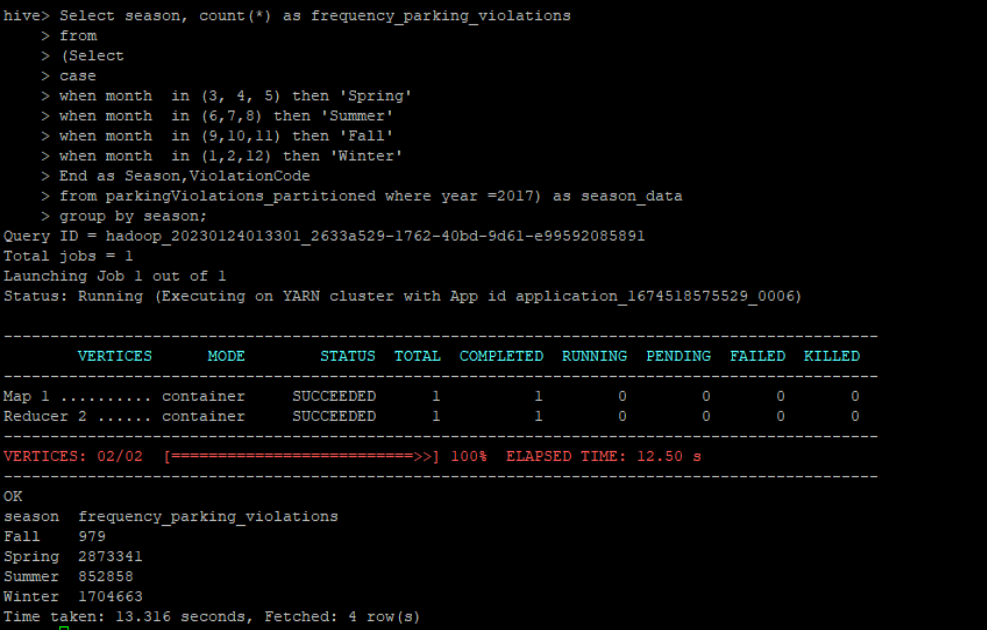 hive> Select season, count(*) as frequency_parking_violations
    > from
    > (Select
    > case
    > when month  in (3, 4, 5) then 'Spring'
    > when month  in (6,7,8) then 'Summer'
    > when month  in (9,10,11) then 'Fall'
    > when month  in (1,2,12) then 'Winter'
    > End as Season,ViolationCode
    > from parkingViolations_partitioned where year =2017) as season_data
    > group by season;
Query ID = hadoop_20230124013301_2633a529-1762-40bd-9d61-e99592085891
Total jobs = 1
Launching Job 1 out of 1
Status: Running (Executing on YARN cluster with App id application_1674518575529_0006)
----------------------------------------------------------------------------------------------
        VERTICES      MODE        STATUS  TOTAL  COMPLETED  RUNNING  PENDING  FAILED  KILLED
----------------------------------------------------------------------------------------------
Map 1 .......... container     SUCCEEDED      1          1        0        0       0       0
Reducer 2 ...... container     SUCCEEDED      1          1        0        0       0       0
----------------------------------------------------------------------------------------------
VERTICES: 02/02  [==========================>>] 100%  ELAPSED TIME: 12.50 s
----------------------------------------------------------------------------------------------
OK
season  frequency_parking_violations
Fall    979
Spring  2873341
Summer  852858
Winter  1704663
Time taken: 13.316 seconds, Fetched: 4 row(s)